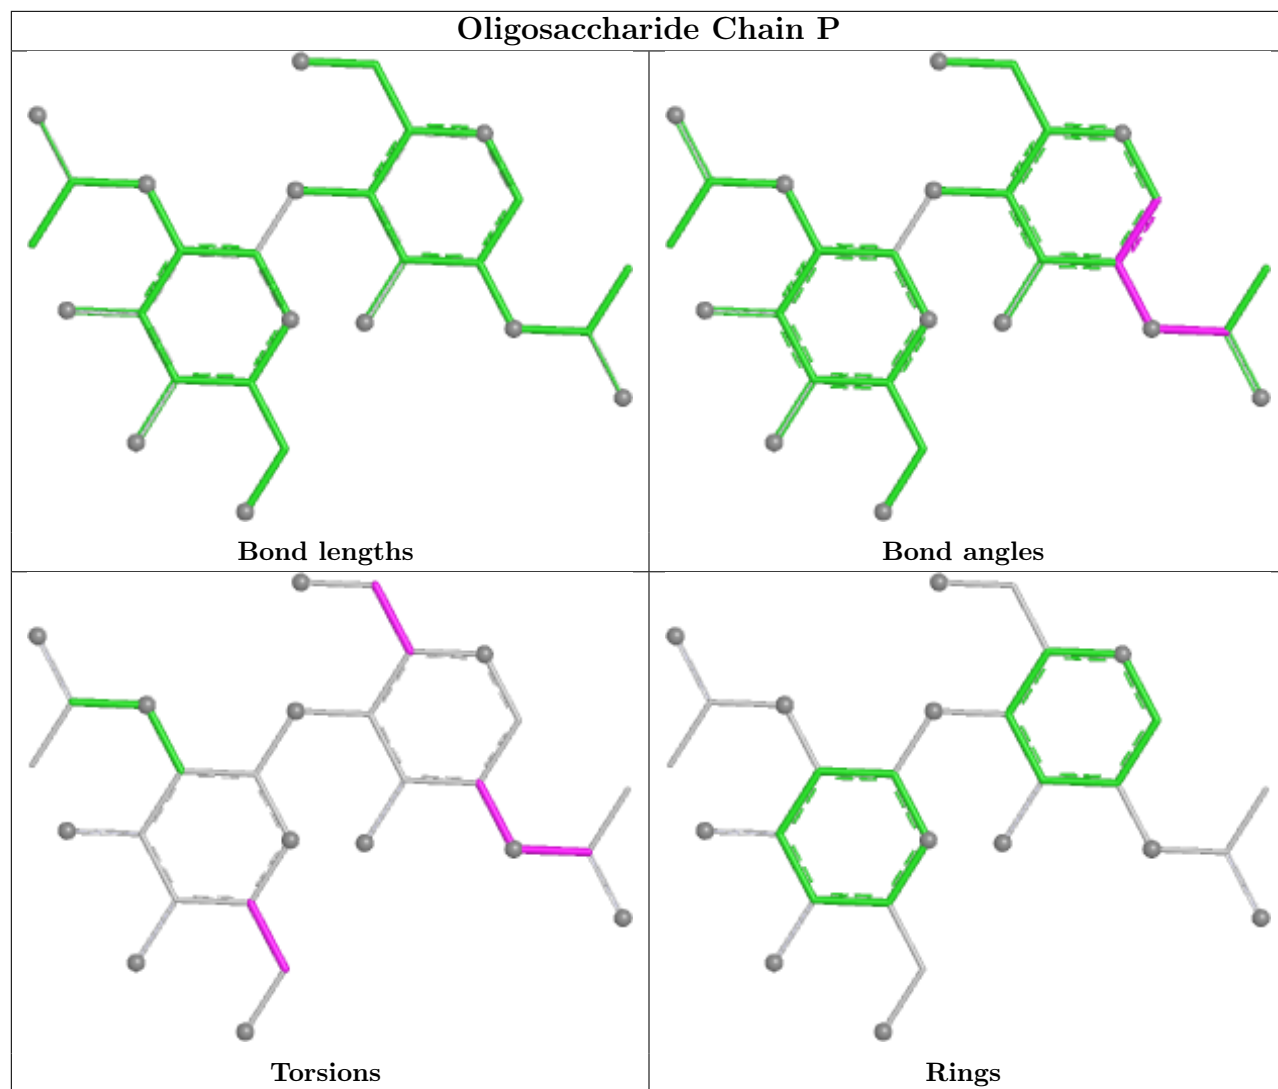 Oligosaccharide Chain P
Bond lengths
Bond angles
Torsions
Rings